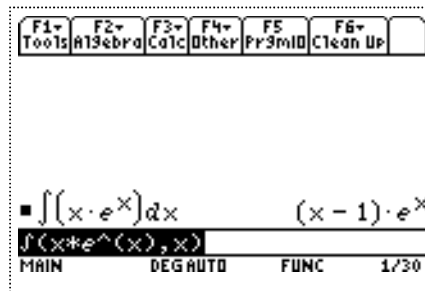 F1▾ F2▾ F3▾ F4▾ F5 F6▾
Tools Algebra Calc Other PrgmIO Clean Up
▪∫(x·e^x)dx (x − 1)·e^x
∫(x*e^(x),x)
MAIN DEG AUTO FUNC 1/30